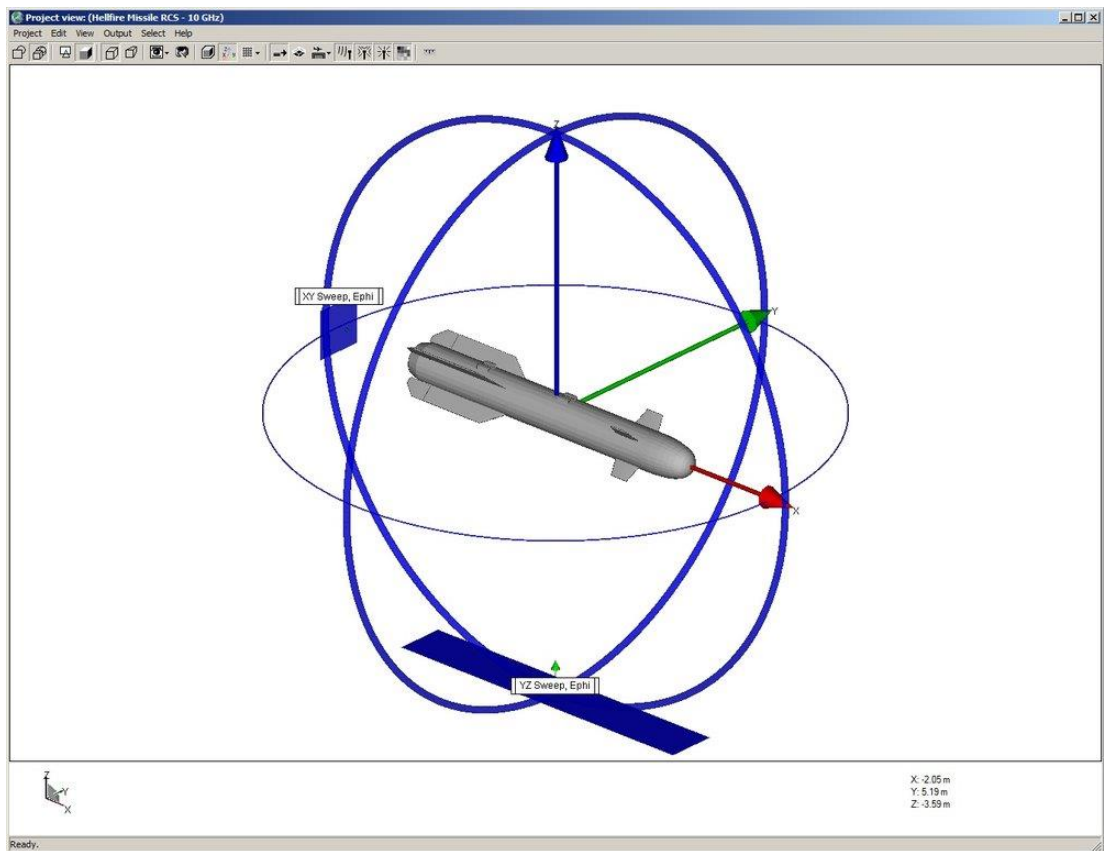 Project view: (Hellfire Missile RCS - 10 GHz)
Project Edit View Output Select Help
Z
XY Sweep, Ephi
Y
X
YZ Sweep, Ephi
Z
Y
X
X: -2.05 m
Y: 5.19 m
Z: -3.59 m
Ready.